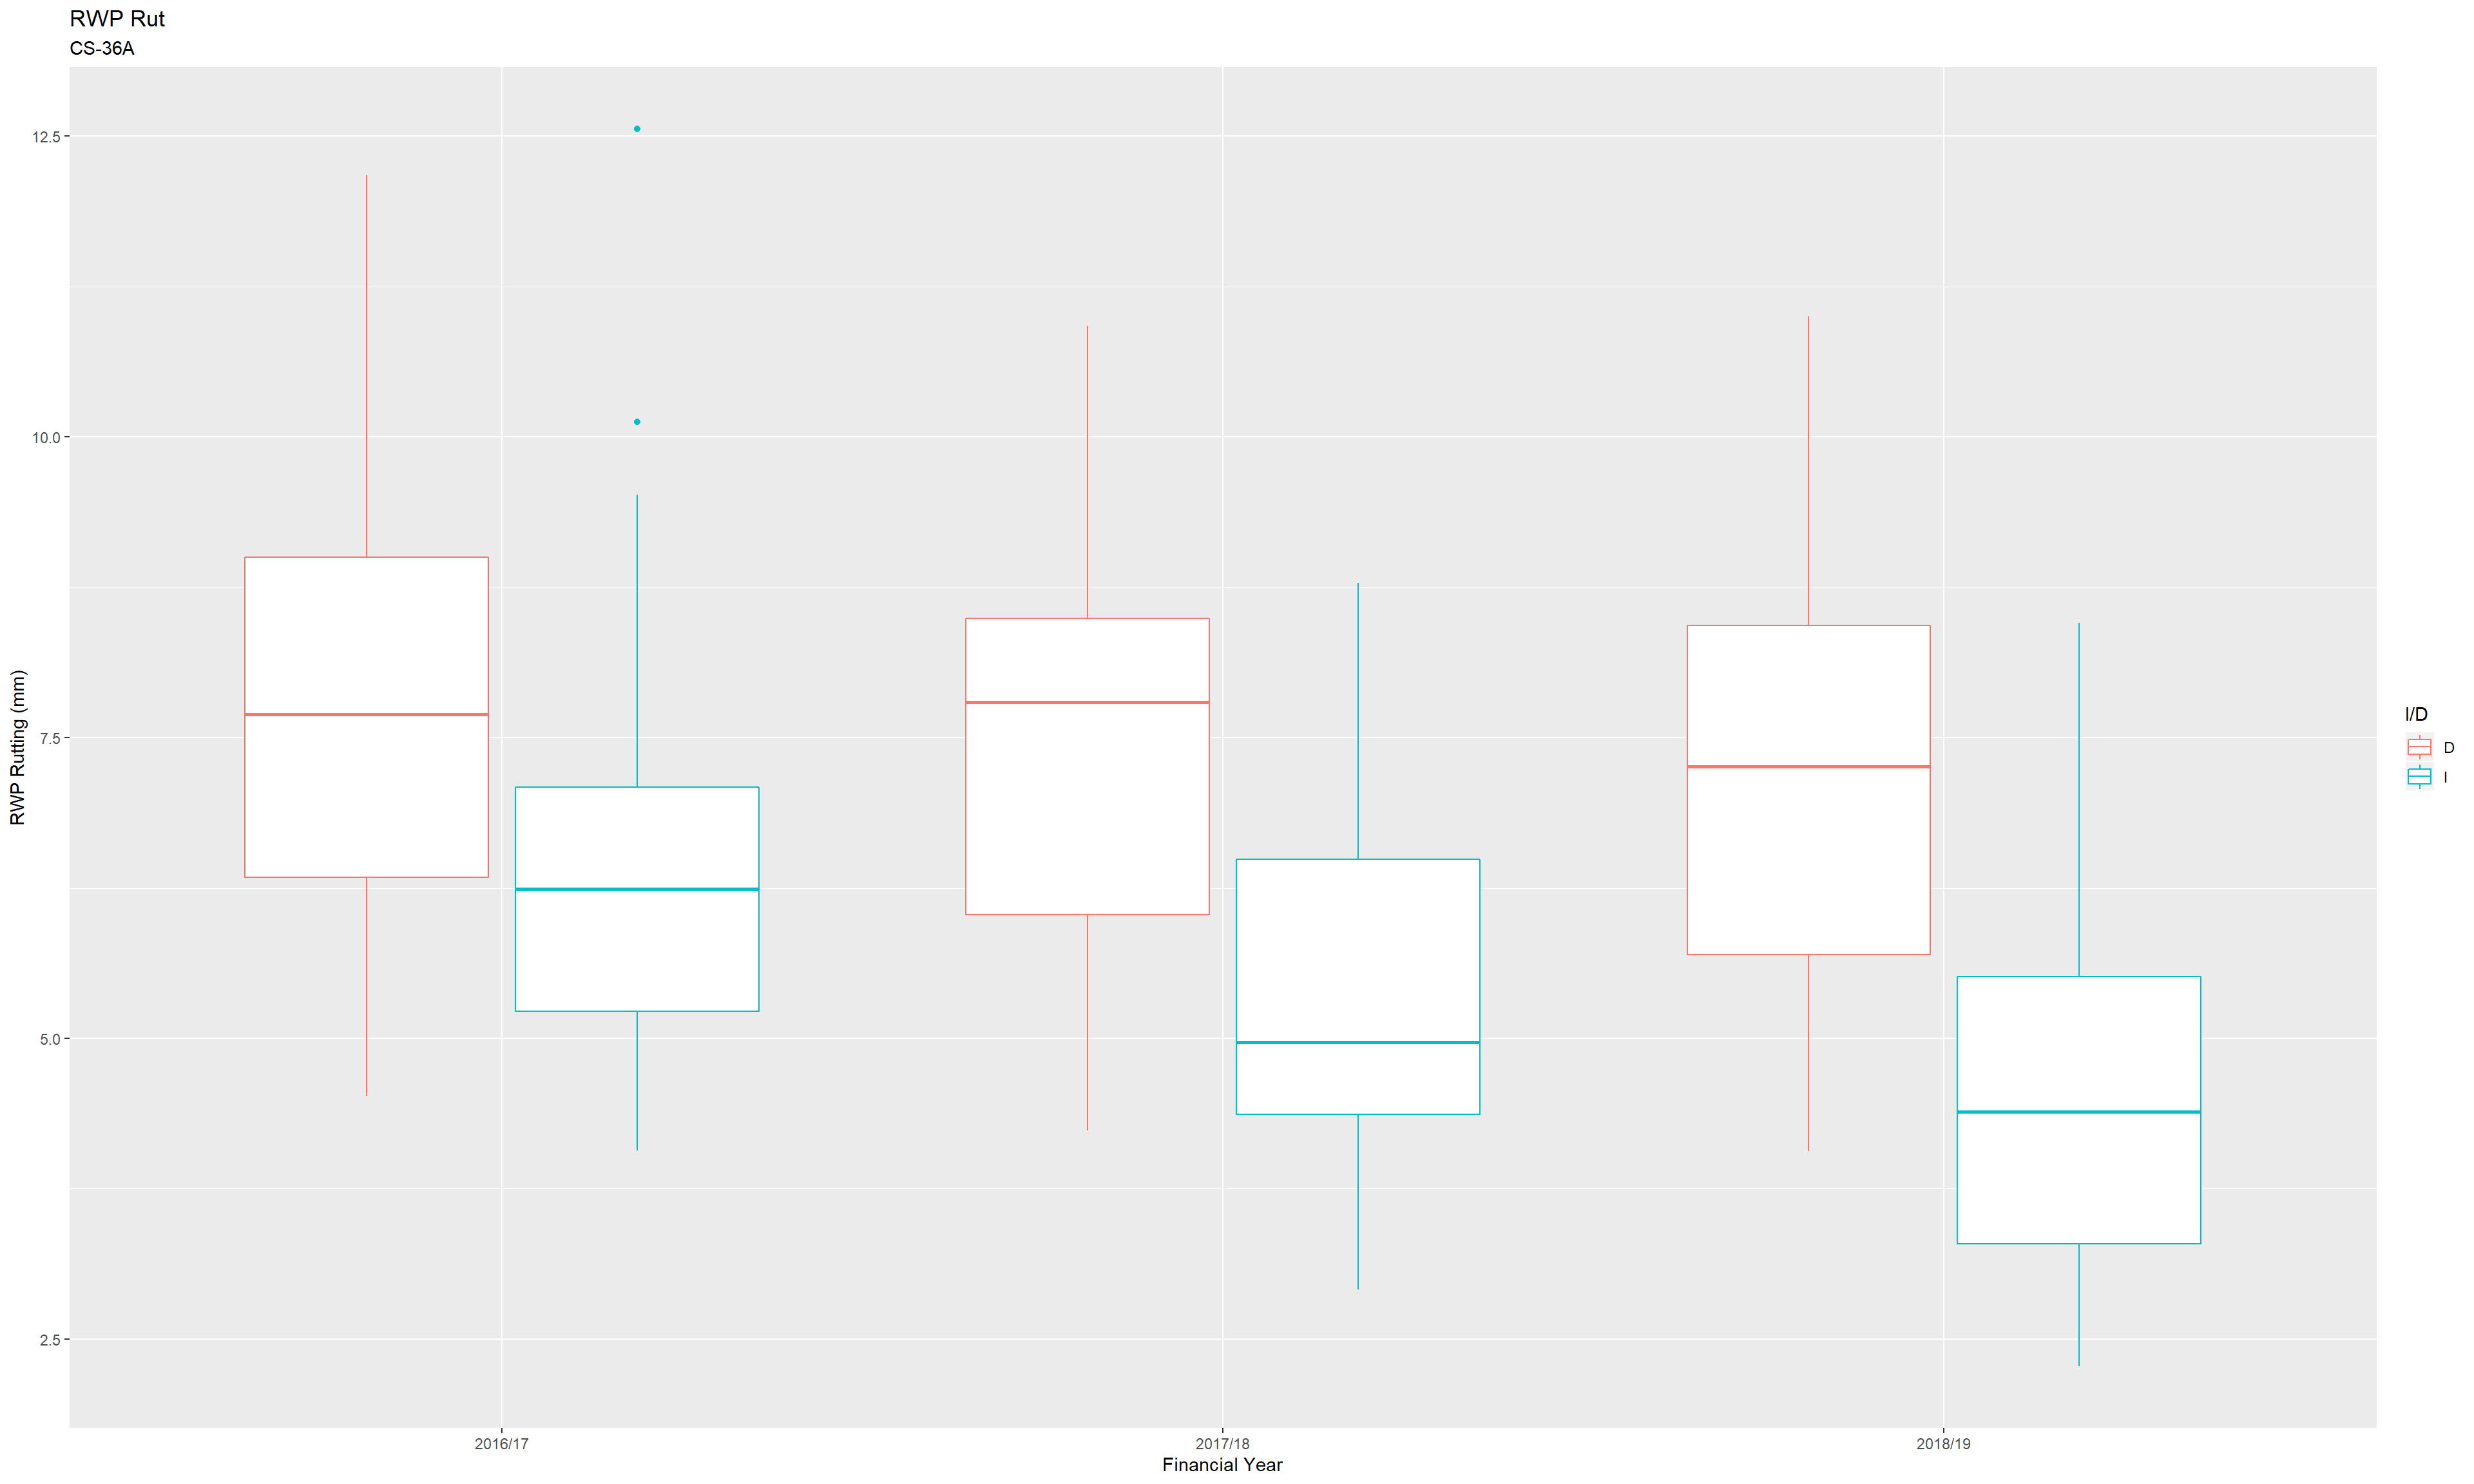 RWP Rut
CS-36A
RWP Rutting (mm)
12.5
10.0
7.5
5.0
2.5
2016/17
2017/18
2018/19
Financial Year
I/D
D
I